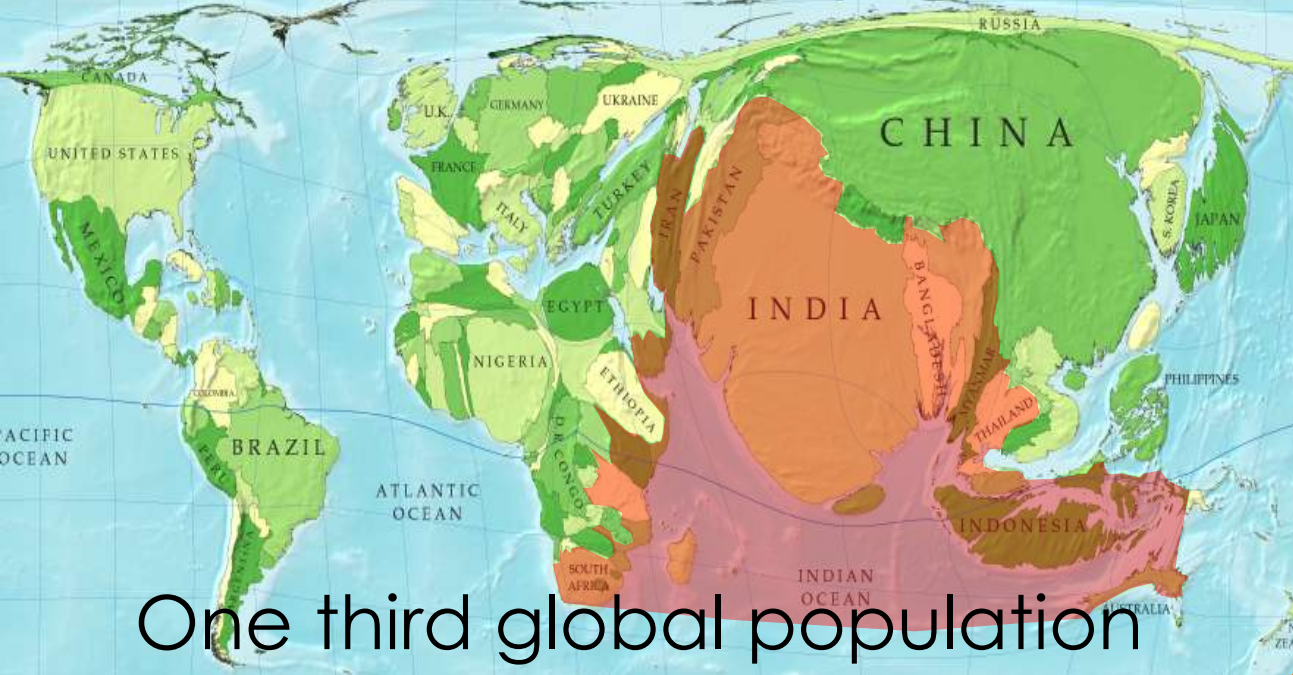 RUSSIA
CANADA
UNITED STATES
MEXICO
COLOMBIA
PERU
BRAZIL
ARGENTINA
PACIFIC
OCEAN
ATLANTIC
OCEAN
U.K.
GERMANY
UKRAINE
FRANCE
ITALY
TURKEY
EGYPT
NIGERIA
ETHIOPIA
D.R.CONGO
SOUTH
AFRICA
IRAN
PAKISTAN
INDIA
BANGLADESH
MYANMAR
THAILAND
CHINA
S. KOREA
JAPAN
PHILIPPINES
INDONESIA
INDIAN
OCEAN
AUSTRALIA
One third global population